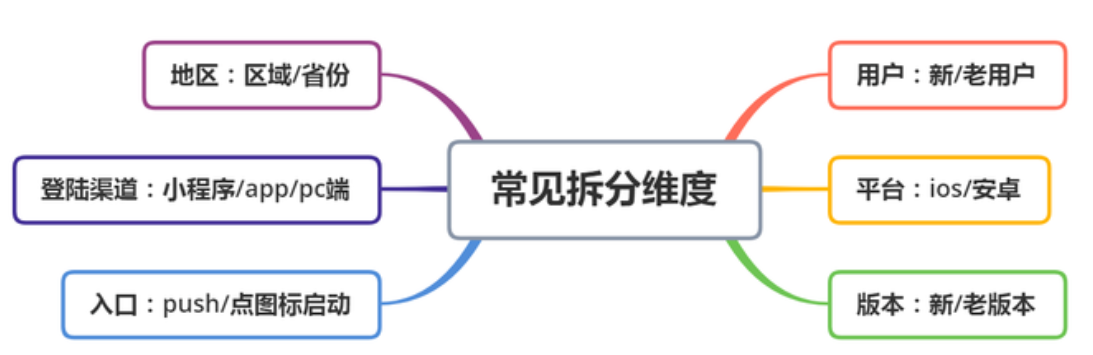 常见拆分维度
地区：区域/省份
登陆渠道：小程序/app/pc端
入口：push/点图标启动
用户：新/老用户
平台：ios/安卓
版本：新/老版本